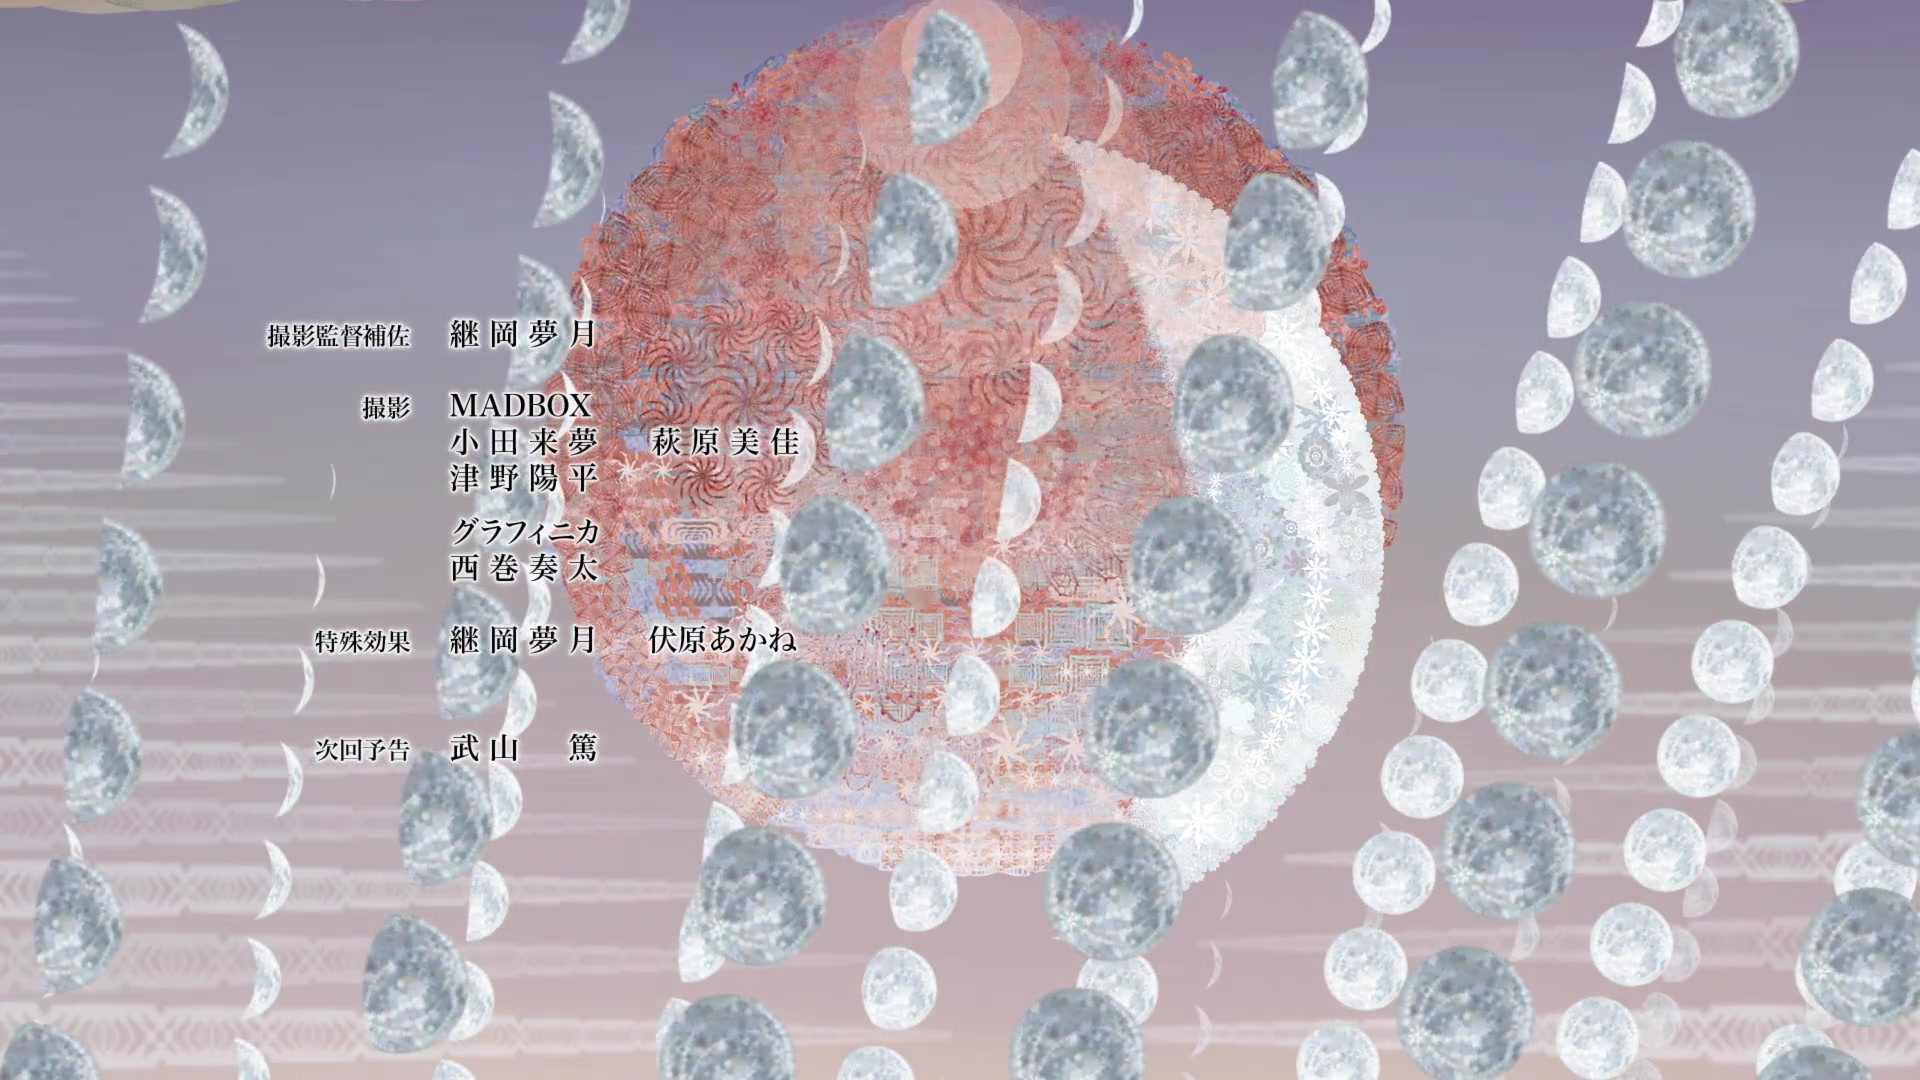 撮影監督補佐 継岡夢月
撮影 MADBOX
小田来夢 萩原美佳
津野陽平
グラフィニカ
西巻奏太
特殊効果 継岡夢月 伏原あかね
次回予告 武山 篤